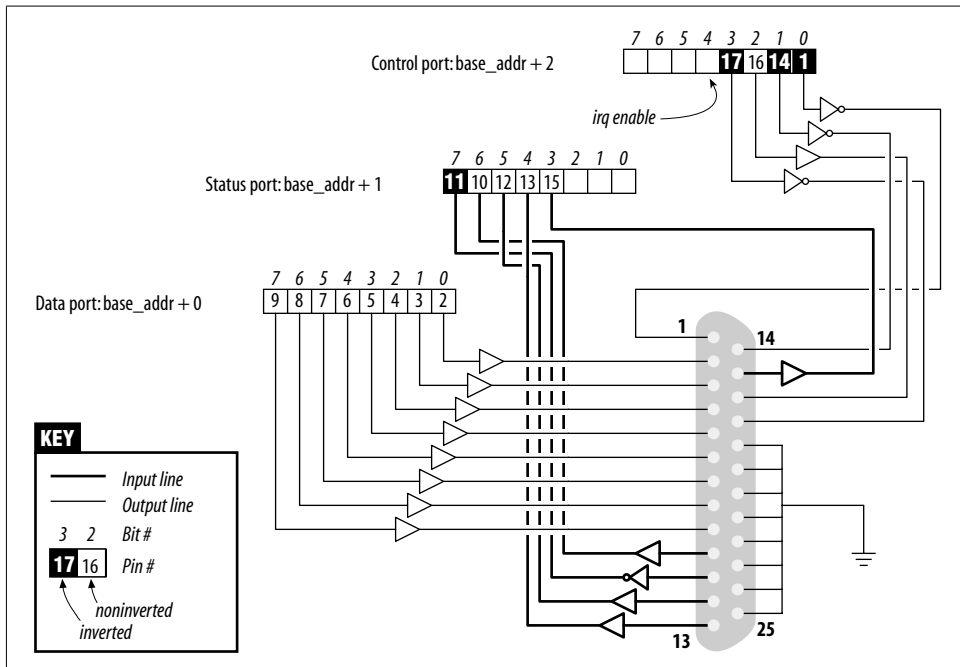 7 6 5 4 3 2 1 0
Control port: base_addr + 2
17 16 14 1
irq enable
7 6 5 4 3 2 1 0
Status port: base_addr + 1
11 10 12 13 15
7 6 5 4 3 2 1 0
Data port: base_addr + 0
9 8 7 6 5 4 3 2
1
14
KEY
Input line
Output line
3 2 Bit #
17 16 Pin #
noninverted
inverted
13
25